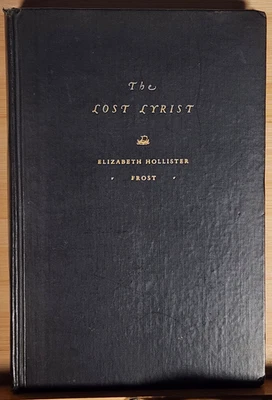 The
LOST LYRIST
ELIZABETH HOLLISTER
· FROST ·